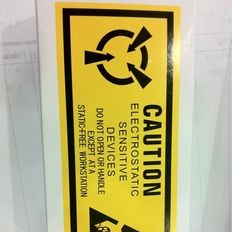 CAUTION
ELECTROSTATIC
SENSITIVE
DEVICES
DO NOT OPEN OR HANDLE
EXCEPT AT A
STATIC-FREE WORKSTATION